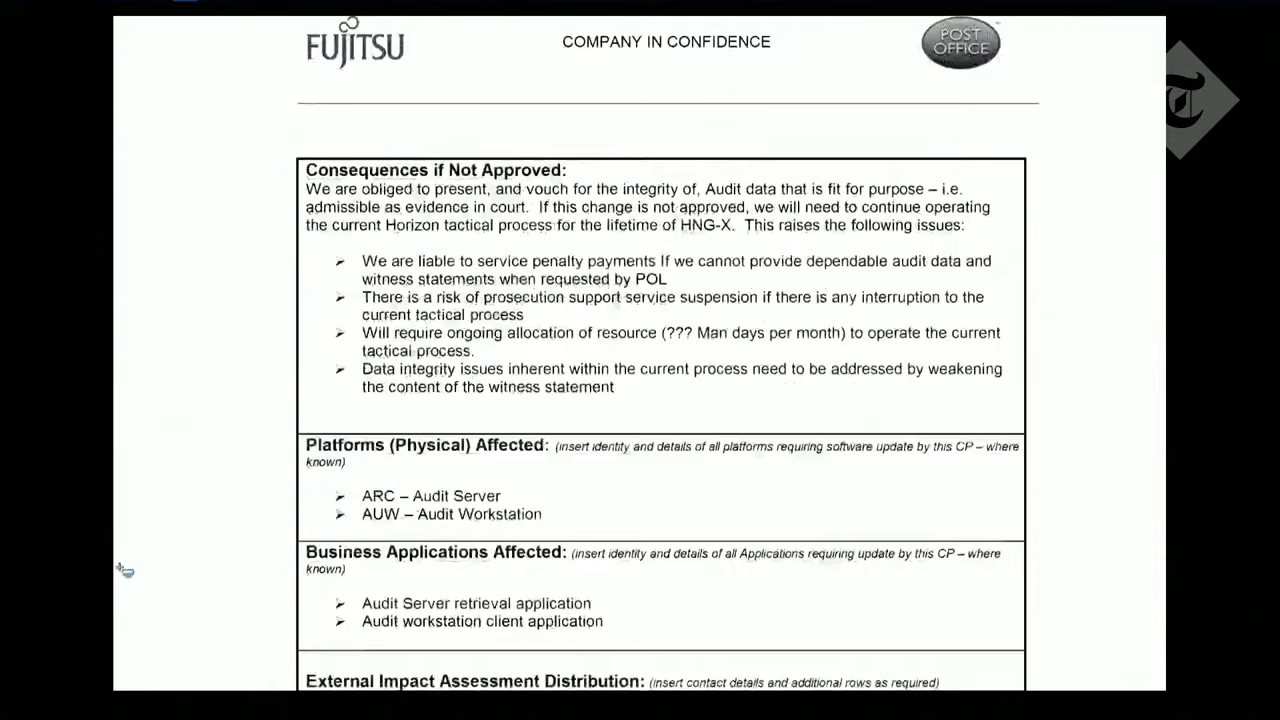 FUJITSU
COMPANY IN CONFIDENCE
POST
OFFICE
T
Consequences if Not Approved:
We are obliged to present, and vouch for the integrity of, Audit data that is fit for purpose – i.e.
admissible as evidence in court. If this change is not approved, we will need to continue operating
the current Horizon tactical process for the lifetime of HNG-X. This raises the following issues:
➢ We are liable to service penalty payments If we cannot provide dependable audit data and
witness statements when requested by POL
➢ There is a risk of prosecution support service suspension if there is any interruption to the
current tactical process
➢ Will require ongoing allocation of resource (??? Man days per month) to operate the current
tactical process.
➢ Data integrity issues inherent within the current process need to be addressed by weakening
the content of the witness statement
Platforms (Physical) Affected: (insert identity and details of all platforms requiring software update by this CP – where
known)
➢ ARC – Audit Server
➢ AUW – Audit Workstation
Business Applications Affected: (insert identity and details of all Applications requiring update by this CP – where
known)
➢ Audit Server retrieval application
➢ Audit workstation client application
External Impact Assessment Distribution: (insert contact details and additional rows as required)